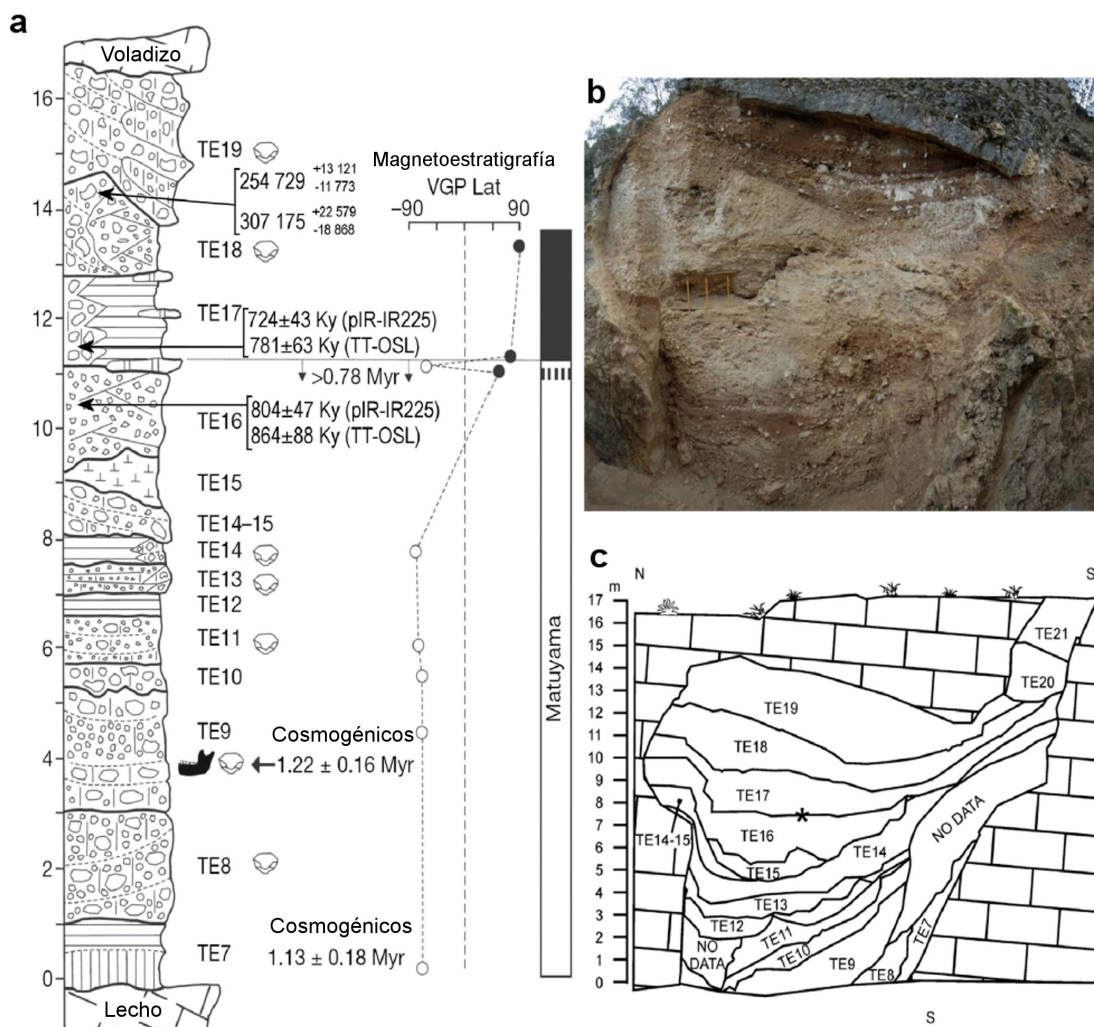 a
Voladizo
16
TE19
254 729 +13 121 -11 773
307 175 +22 579 -18 868
14
TE18
Magnetoestratigrafía
VGP Lat
−90 90
TE17
12
724±43 Ky (pIR-IR225)
781±63 Ky (TT-OSL)
>0.78 Myr
804±47 Ky (pIR-IR225)
864±88 Ky (TT-OSL)
TE16
10
TE15
TE14–15
8
TE14
TE13
TE12
TE11
6
TE10
TE9
Cosmogénicos
4
1.22 ± 0.16 Myr
TE8
2
Cosmogénicos
TE7
1.13 ± 0.18 Myr
0
Lecho
Matuyama
b
c
N
S
m
17
16
15
14
13
12
11
10
9
8
7
6
5
4
3
2
1
0
TE21
TE20
TE19
TE18
TE17
*
TE16
TE14-15
TE15
TE14
NO DATA
TE13
TE12
TE11
NO
DATA
TE10
TE9
TE8
TE7
S